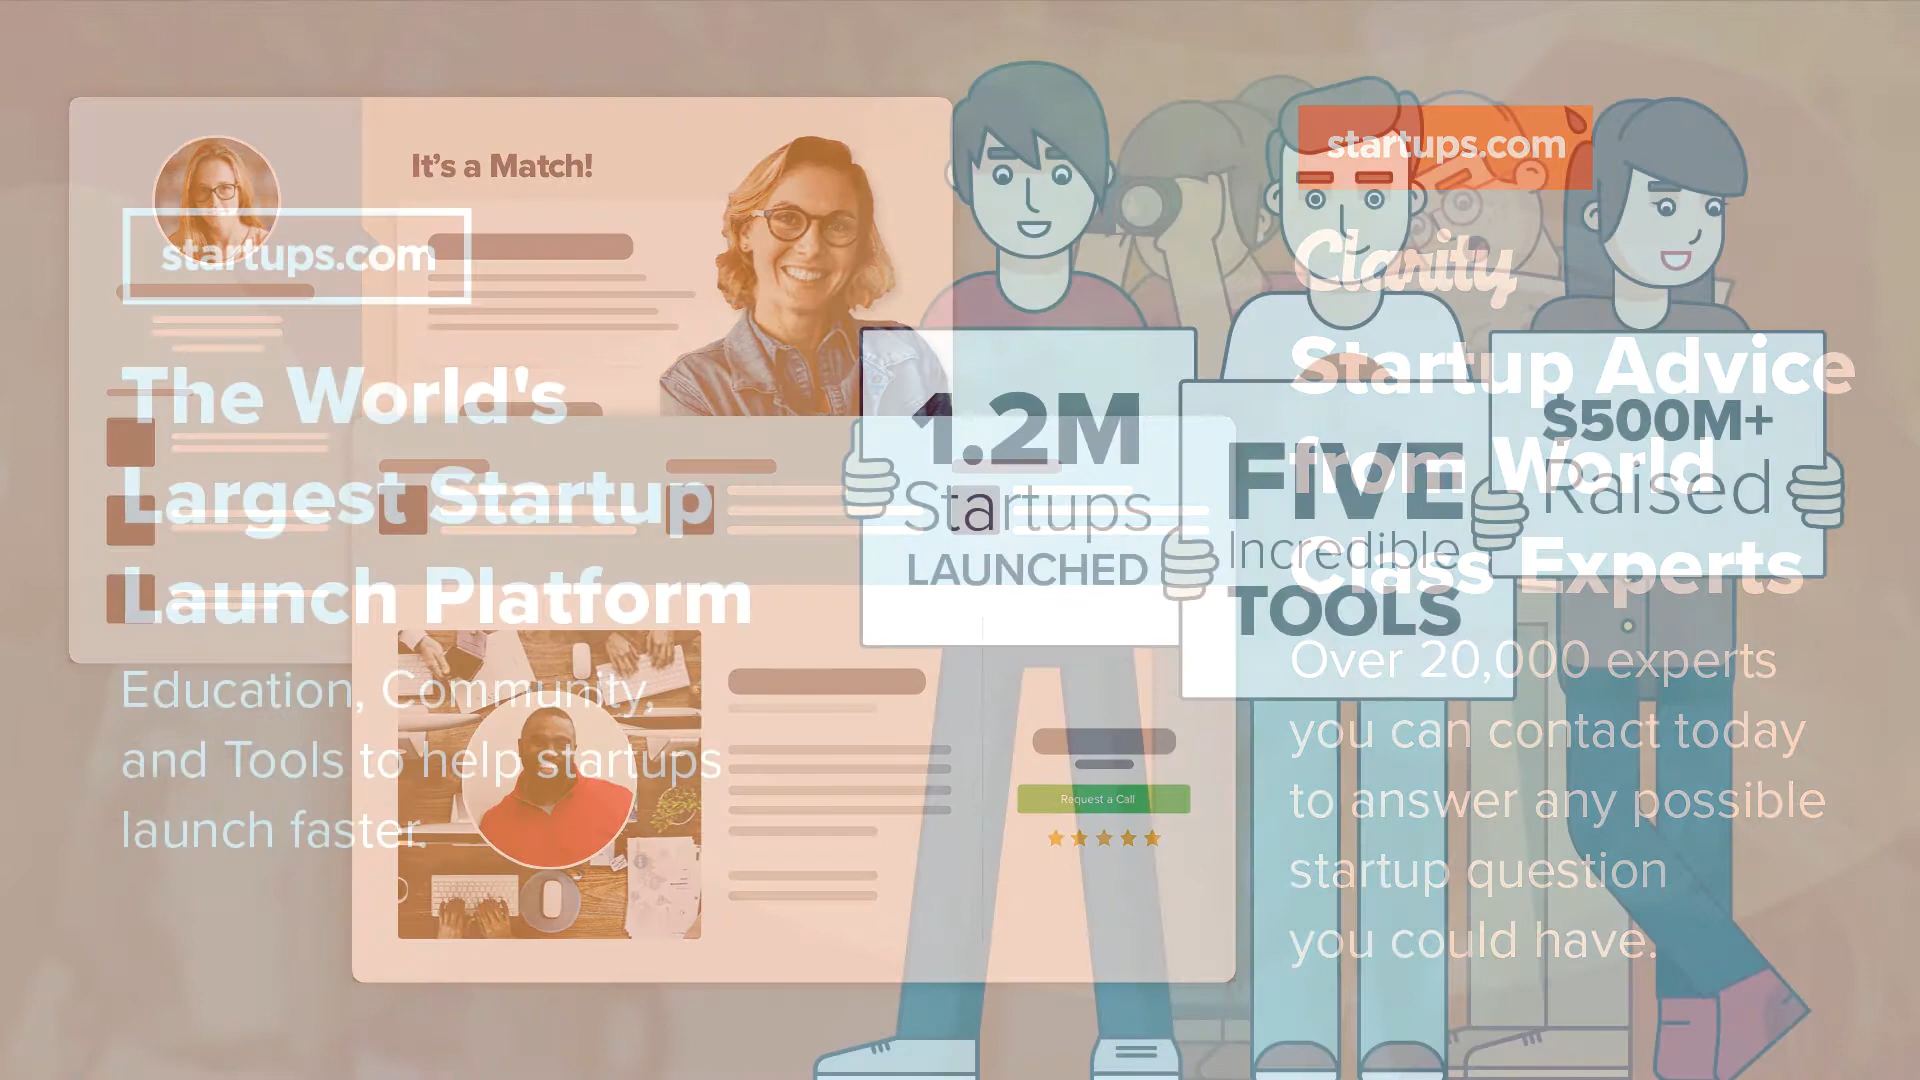 It's a Match!
startups.com
The World's
Largest Startup
Launch Platform
Education, Community,
and Tools to help startups
launch faster.
1.2M
Startups
LAUNCHED
FIVE
Incredible
TOOLS
$500M+
Raised
Request a Call
startups.com
Clarity
Startup Advice
from World
Class Experts
Over 20,000 experts
you can contact today
to answer any possible
startup question
you could have.